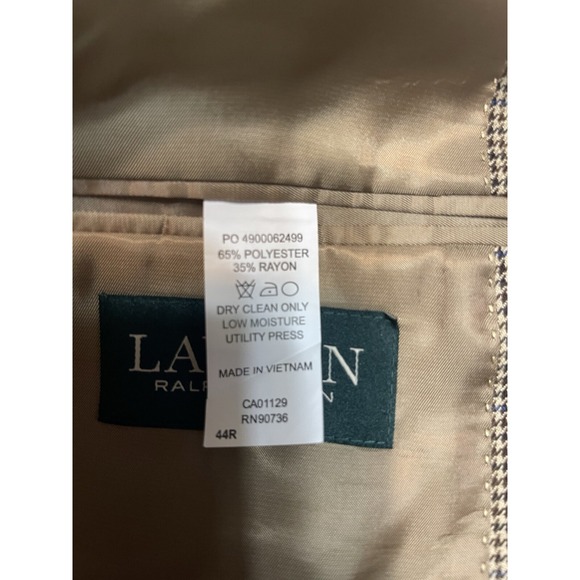 PO 4900062499
65% POLYESTER
35% RAYON
DRY CLEAN ONLY
LOW MOISTURE
UTILITY PRESS
MADE IN VIETNAM
CA01129
RN90736
44R